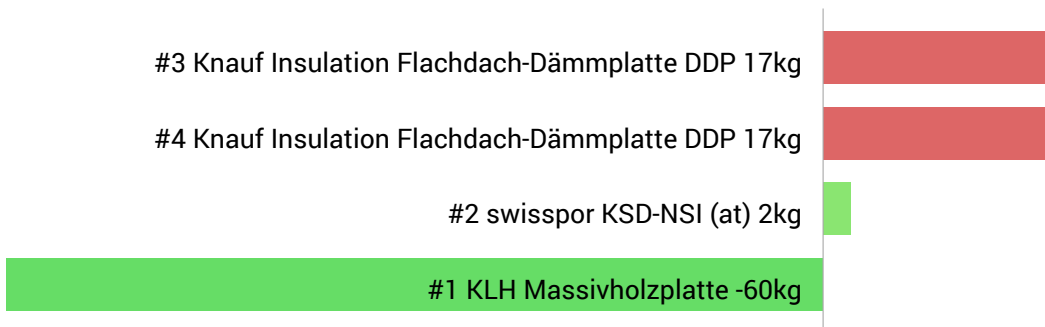 #3 Knauf Insulation Flachdach-Dämmplatte DDP 17kg
#4 Knauf Insulation Flachdach-Dämmplatte DDP 17kg
#2 swisspor KSD-NSI (at) 2kg
#1 KLH Massivholzplatte -60kg